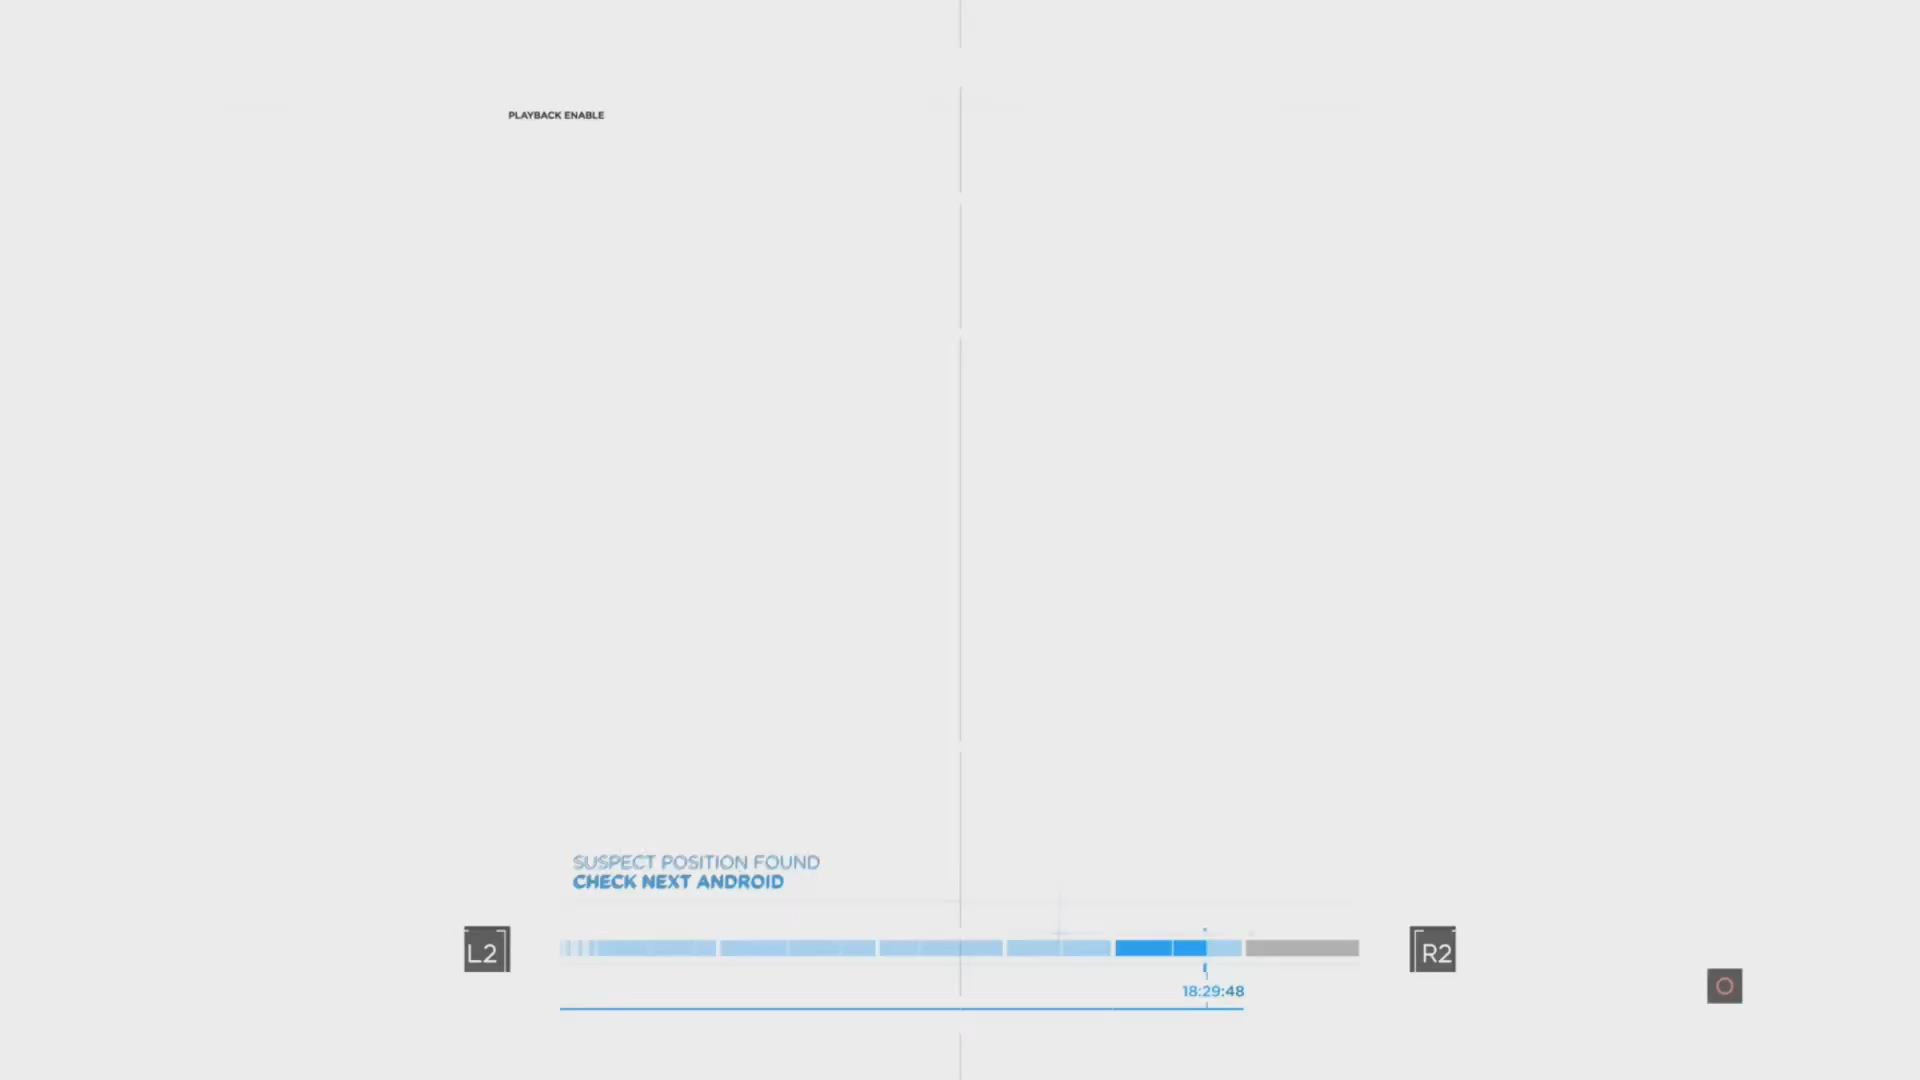 PLAYBACK ENABLE
SUSPECT POSITION FOUND
CHECK NEXT ANDROID
L2
R2
18:29:48